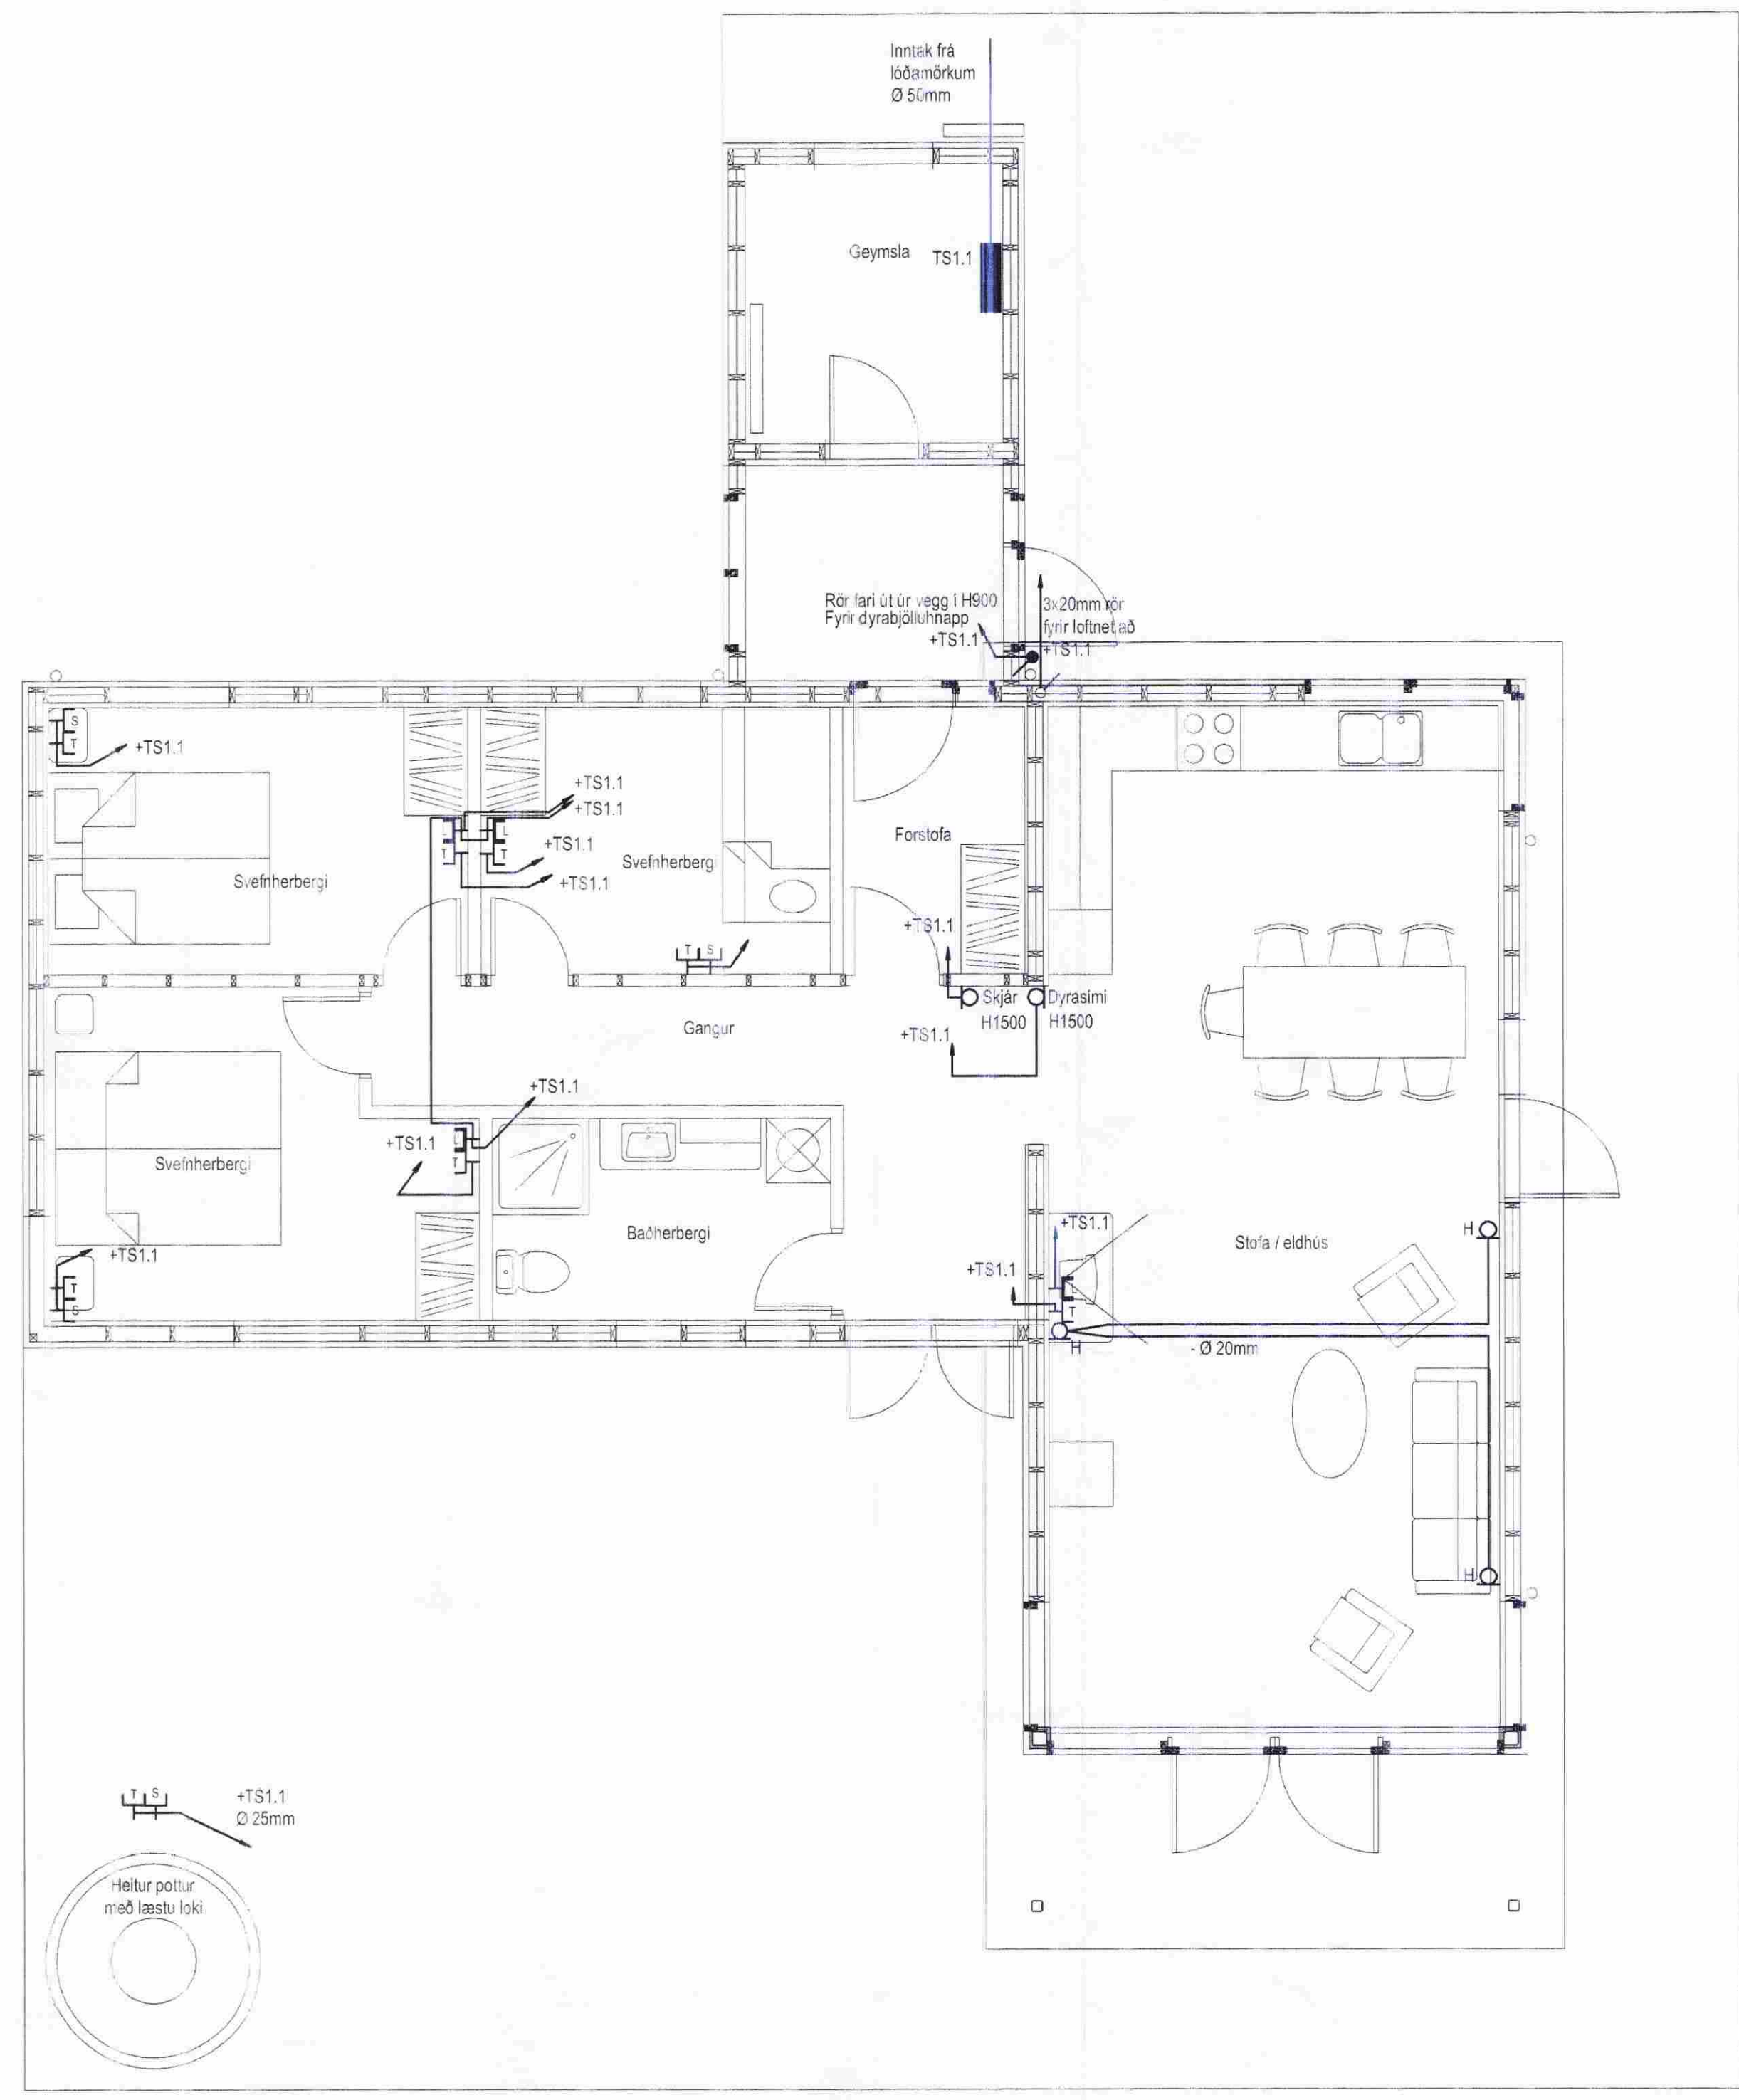 Inntak frá
lóðamörkum
Ø 50mm
Geymsla
TS1.1
Rör fari út úr vegg í H900
Fyrir dyrabjölluhnapp
+TS1.1
3x20mm rör
fyrir loftnet að
+TS1.1
S
T
+TS1.1
+TS1.1
+TS1.1
L
L
T
T
+TS1.1
+TS1.1
Svefnherbergi
Svefnherbergi
Forstofa
+TS1.1
T S
Skjár
H1500
Dyrasími
H1500
Gangur
+TS1.1
+TS1.1
+TS1.1
L
T
Svefnherbergi
Baðherbergi
+TS1.1
T
S
+TS1.1
+TS1.1
L
T
H
Stofa / eldhús
H
- Ø 20mm
H
T S
+TS1.1
Ø 25mm
Heitur pottur
með læstu loki